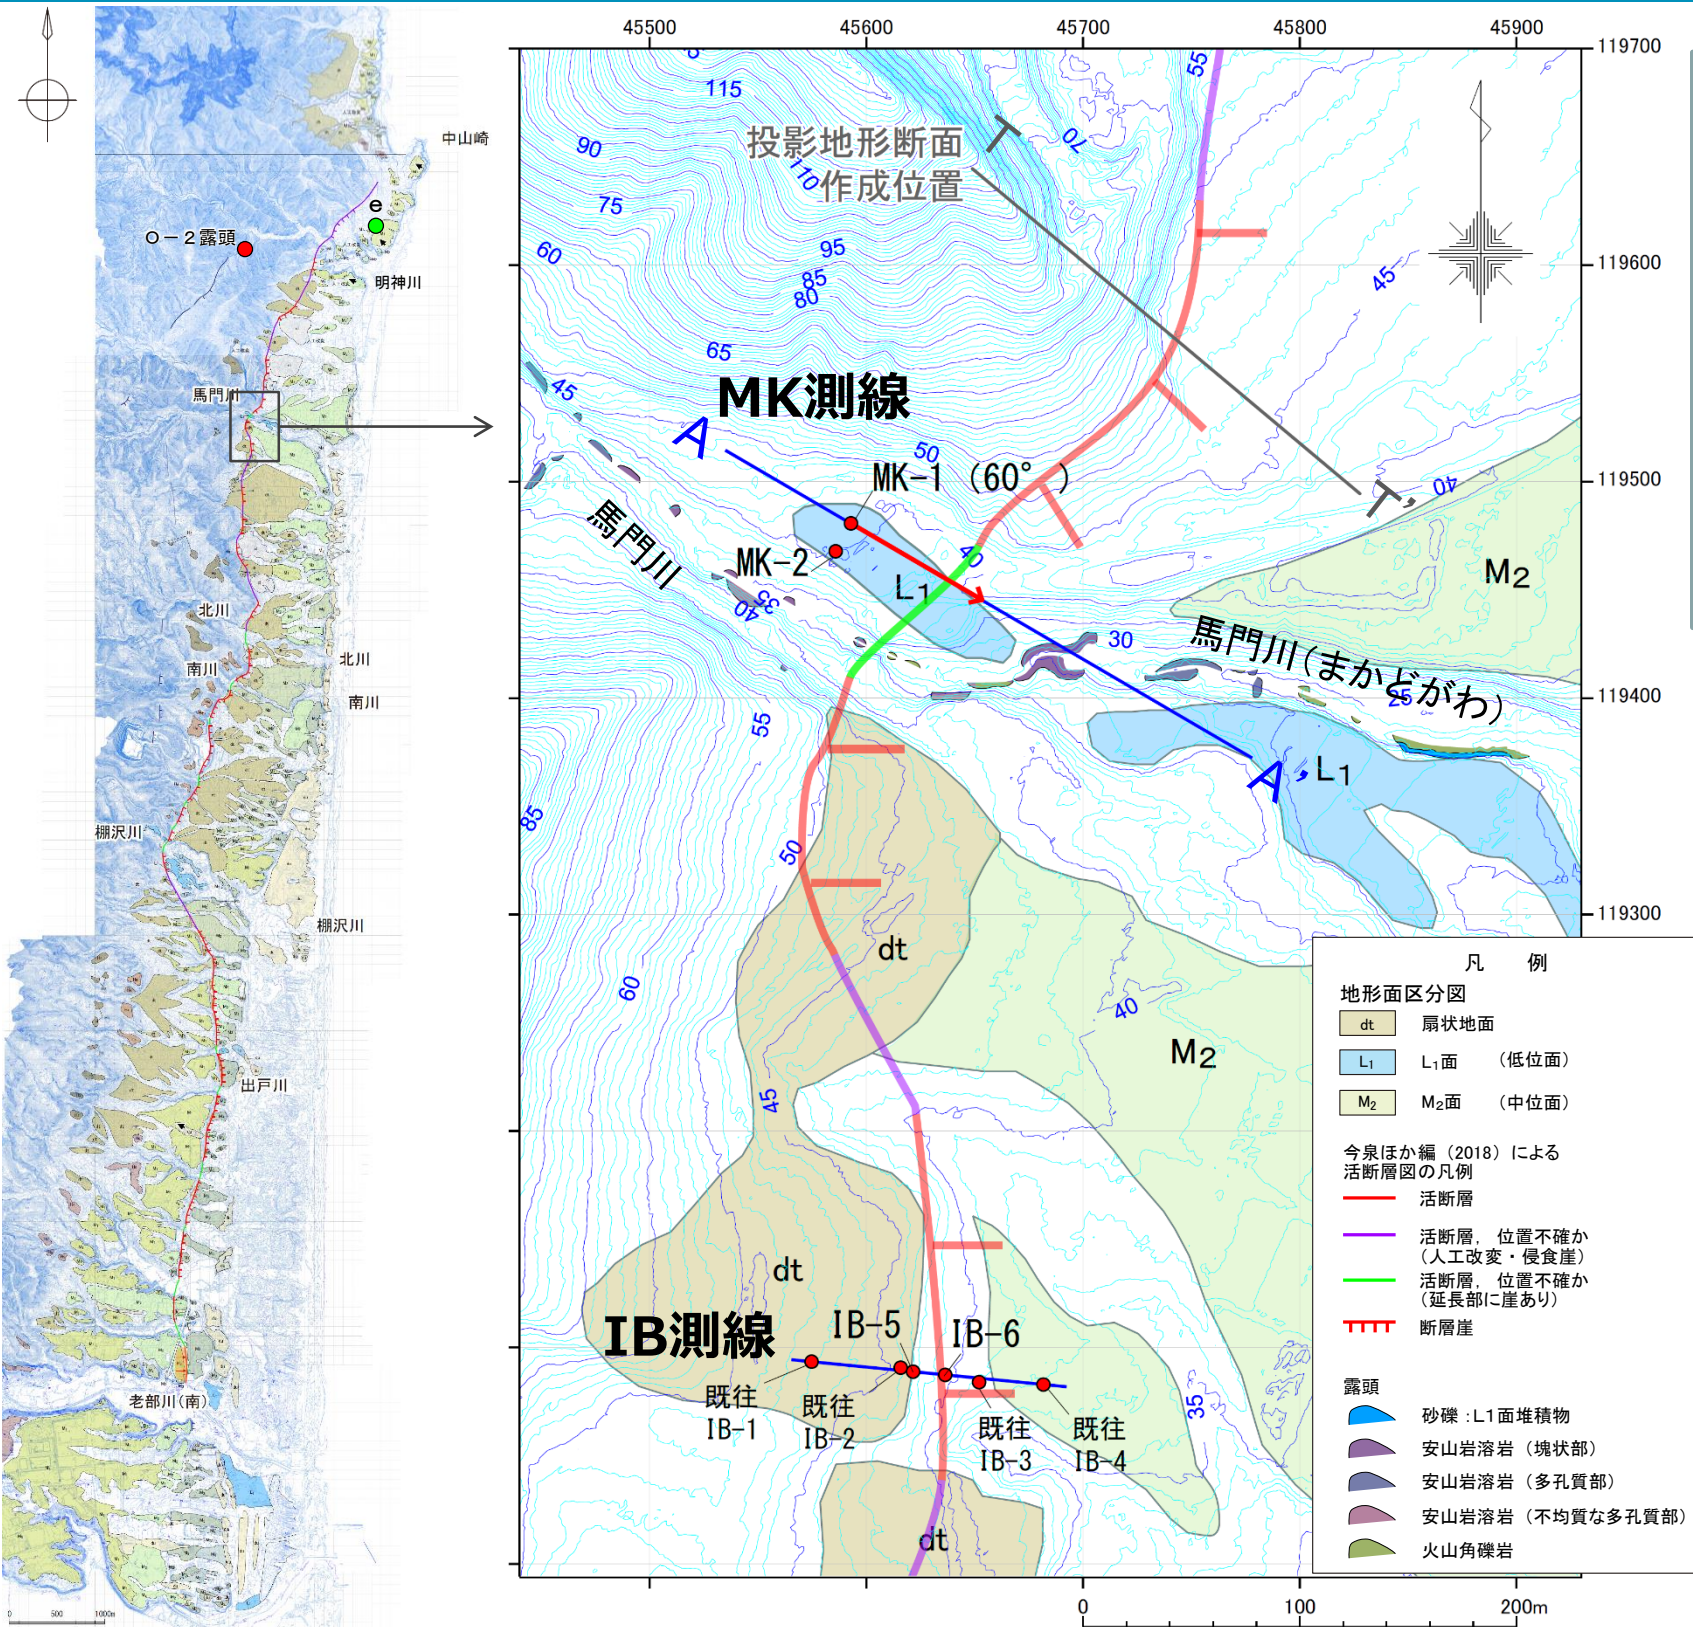 中山崎
e
O－2露頭
明神川
馬門川
北川
南川
北川
南川
棚沢川
棚沢川
出戸川
老部川(南)
0 500 1000m
45500 45600 45700 45800 45900
119700
119600
119500
119400
119300
投影地形断面
作成位置
T
T'
115
90
110
75
60
95
85
80
65
45
50
55
70
45
40
MK測線
A
MK-1 (60° )
MK-2
馬門川
L1
40
35
40
30
馬門川(まかどがわ)
25
M2
A'
L1
55
85
50
60
dt
40
M2
45
dt
IB測線
IB-5
IB-6
既往
IB-1
既往
IB-2
既往
IB-3
既往
IB-4
35
dt
凡 例
地形面区分図
dt 扇状地面
L1 L1面 (低位面)
M2 M2面 (中位面)
今泉ほか編 (2018) による
活断層図の凡例
活断層
活断層, 位置不確か
(人工改変・侵食崖)
活断層, 位置不確か
(延長部に崖あり)
断層崖
露頭
砂礫：L1面堆積物
安山岩溶岩 (塊状部)
安山岩溶岩 (多孔質部)
安山岩溶岩 (不均質な多孔質部)
火山角礫岩
0 100 200m